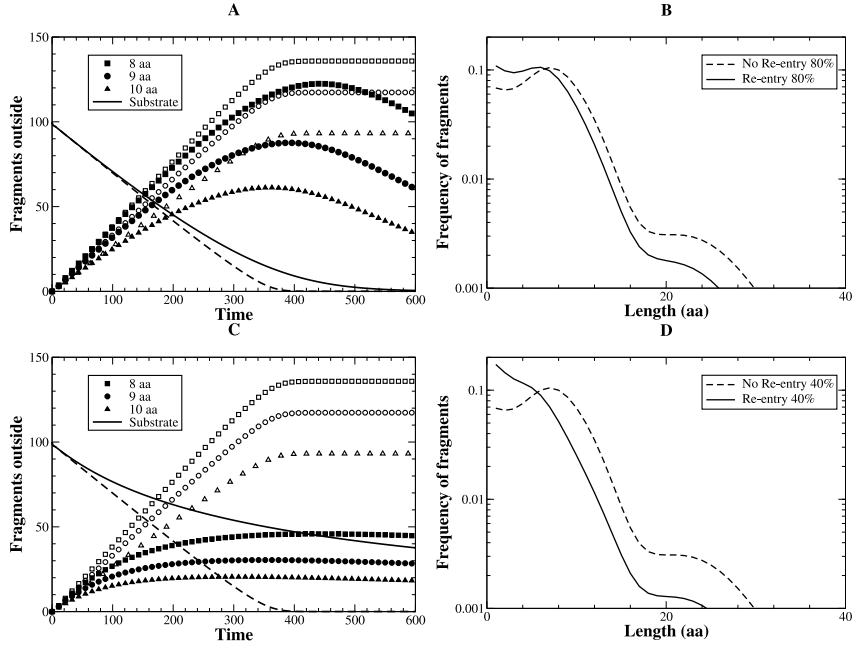 A
150
100
50
0
0
100
200
300
400
500
600
Fragments outside
Time
8 aa
9 aa
10 aa
Substrate
B
0.1
0.01
0.001
0
20
40
Frequency of fragments
Length (aa)
No Re-entry 80%
Re-entry 80%
C
150
100
50
0
0
100
200
300
400
500
600
Fragments outside
Time
8 aa
9 aa
10 aa
Substrate
D
0.1
0.01
0.001
0
20
40
Frequency of fragments
Length (aa)
No Re-entry 40%
Re-entry 40%